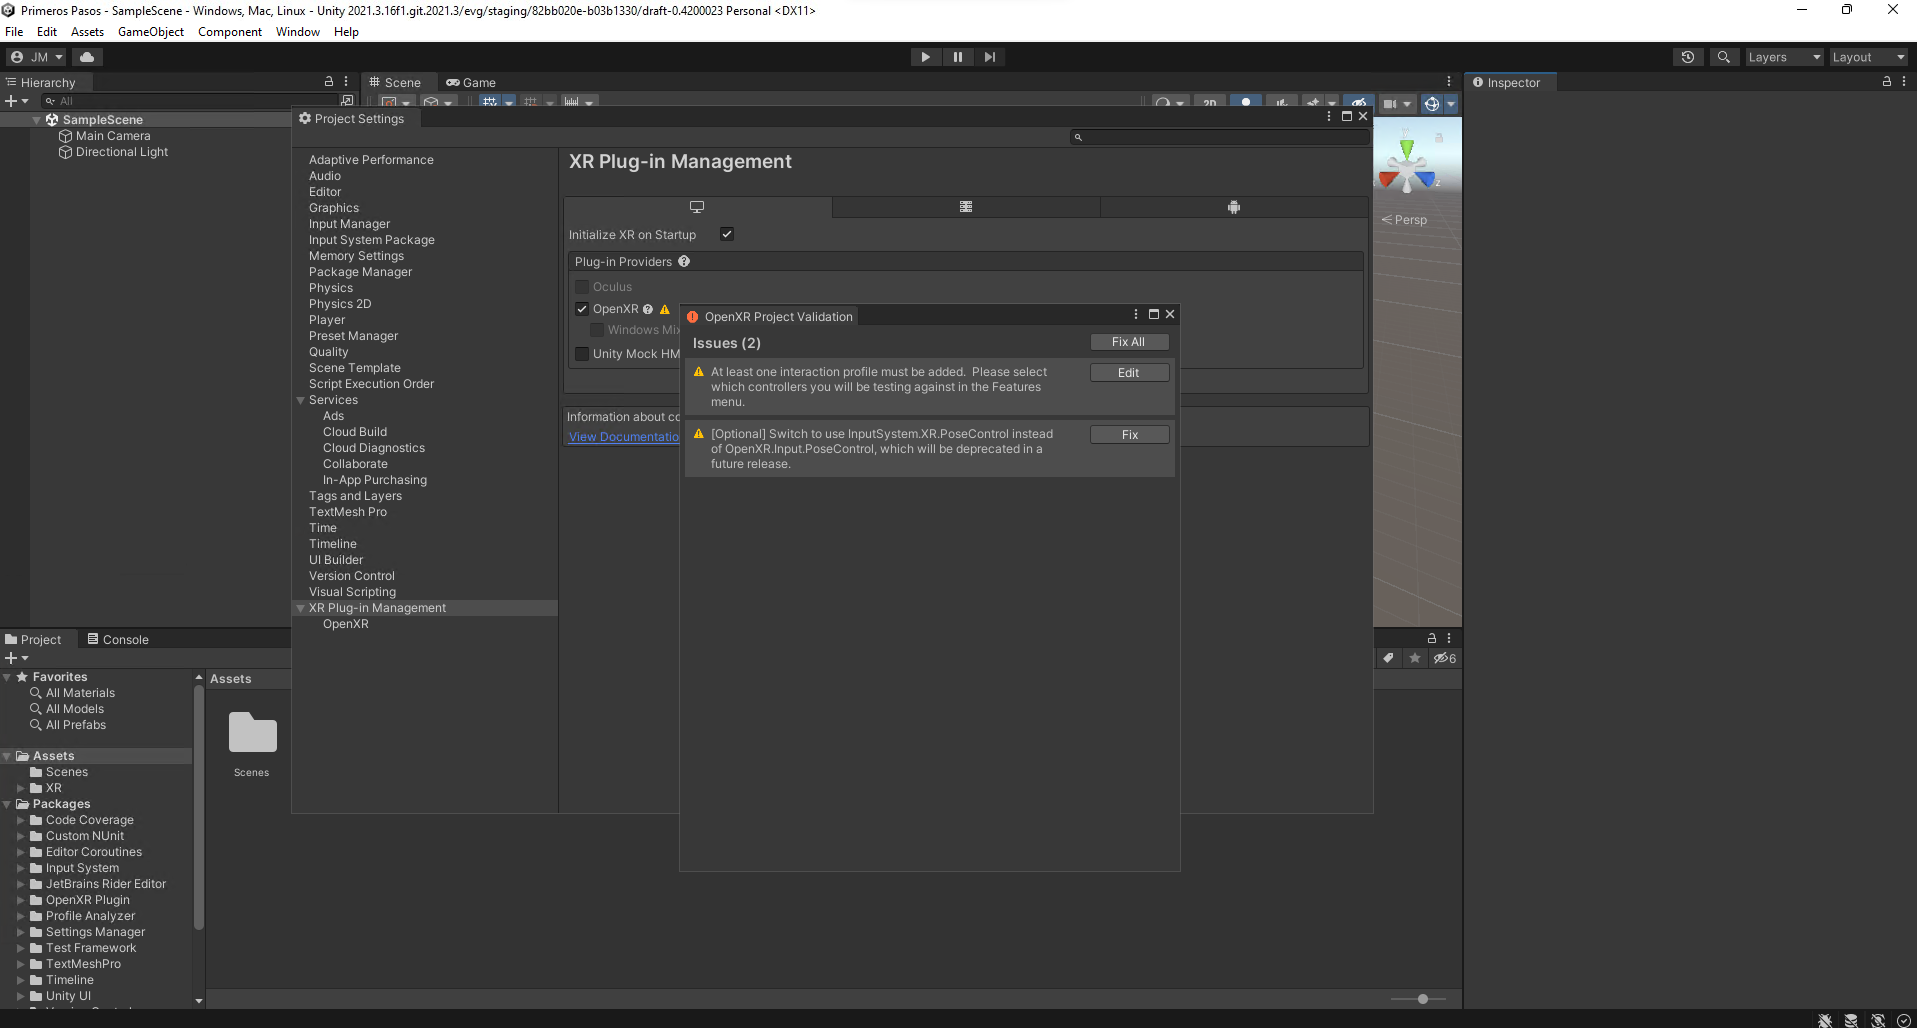 Primeros Pasos - SampleScene - Windows, Mac, Linux - Unity 2021.3.16f1.git.2021.3/evg/staging/82bb020e-b03b1330/draft-0.4200023 Personal <DX11>
File Edit Assets GameObject Component Window Help
JM
Layers
Layout
Hierarchy
Scene
Game
Inspector
All
2D
SampleScene
Main Camera
Directional Light
Project Settings
Adaptive Performance
Audio
Editor
Graphics
Input Manager
Input System Package
Memory Settings
Package Manager
Physics
Physics 2D
Player
Preset Manager
Quality
Scene Template
Script Execution Order
Services
Ads
Cloud Build
Cloud Diagnostics
Collaborate
In-App Purchasing
Tags and Layers
TextMesh Pro
Time
Timeline
UI Builder
Version Control
Visual Scripting
XR Plug-in Management
OpenXR
XR Plug-in Management
Initialize XR on Startup
Plug-in Providers
Oculus
OpenXR
Windows Mix
Unity Mock HM
Information about co
View Documentatio
OpenXR Project Validation
Issues (2)
Fix All
At least one interaction profile must be added. Please select
which controllers you will be testing against in the Features
menu.
Edit
[Optional] Switch to use InputSystem.XR.PoseControl instead
of OpenXR.Input.PoseControl, which will be deprecated in a
future release.
Fix
y
z
Persp
Project
Console
6
Favorites
All Materials
All Models
All Prefabs
Assets
Scenes
XR
Packages
Code Coverage
Custom NUnit
Editor Coroutines
Input System
JetBrains Rider Editor
OpenXR Plugin
Profile Analyzer
Settings Manager
Test Framework
TextMeshPro
Timeline
Unity UI
Assets
Scenes